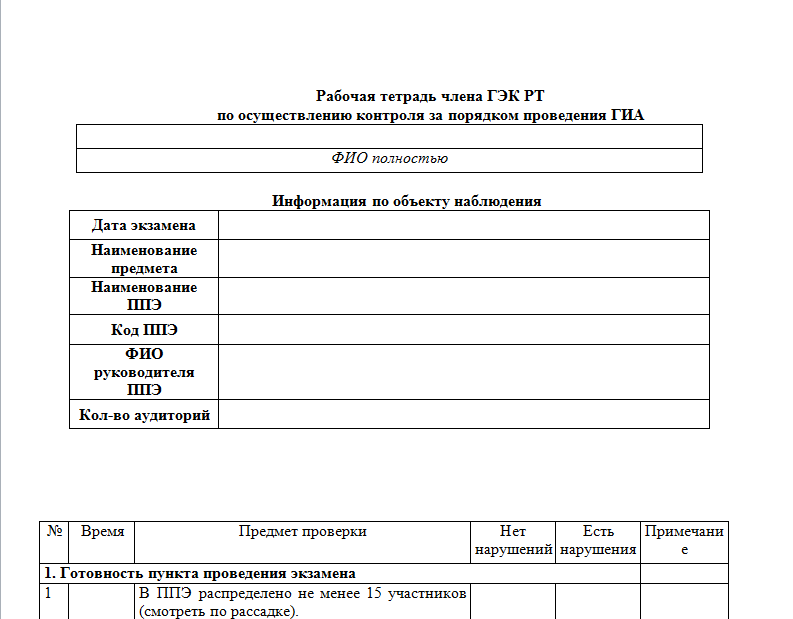 Рабочая тетрадь члена ГЭК РТ
по осуществлению контроля за порядком проведения ГИА
ФИО полностью
Информация по объекту наблюдения
Дата экзамена
Наименование
предмета
Наименование
ППЭ
Код ППЭ
ФИО
руководителя
ППЭ
Кол-во аудиторий
№ Время Предмет проверки Нет Есть Примечани
нарушений нарушения е
1. Готовность пункта проведения экзамена
1 В ППЭ распределено не менее 15 участников
(смотреть по рассадке).